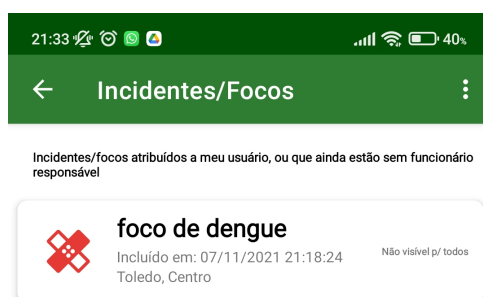 21:33 40%
Incidentes/Focos
Incidentes/focos atribuídos a meu usuário, ou que ainda estão sem funcionário
responsável
foco de dengue
Incluído em: 07/11/2021 21:18:24 Não visível p/ todos
Toledo, Centro